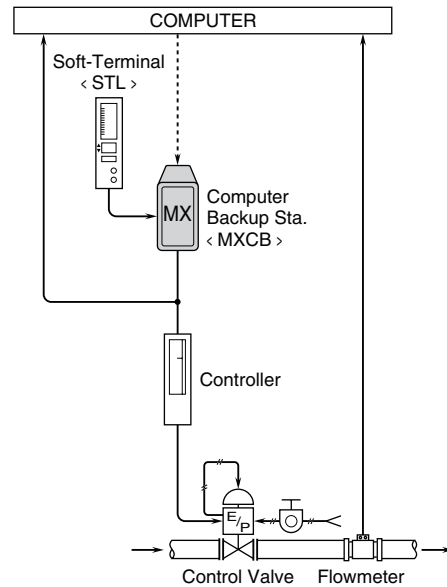 COMPUTER
Soft-Terminal
‹ STL ›
MX
Computer
Backup Sta.
‹ MXCB ›
Controller
E/P
Control Valve
Flowmeter